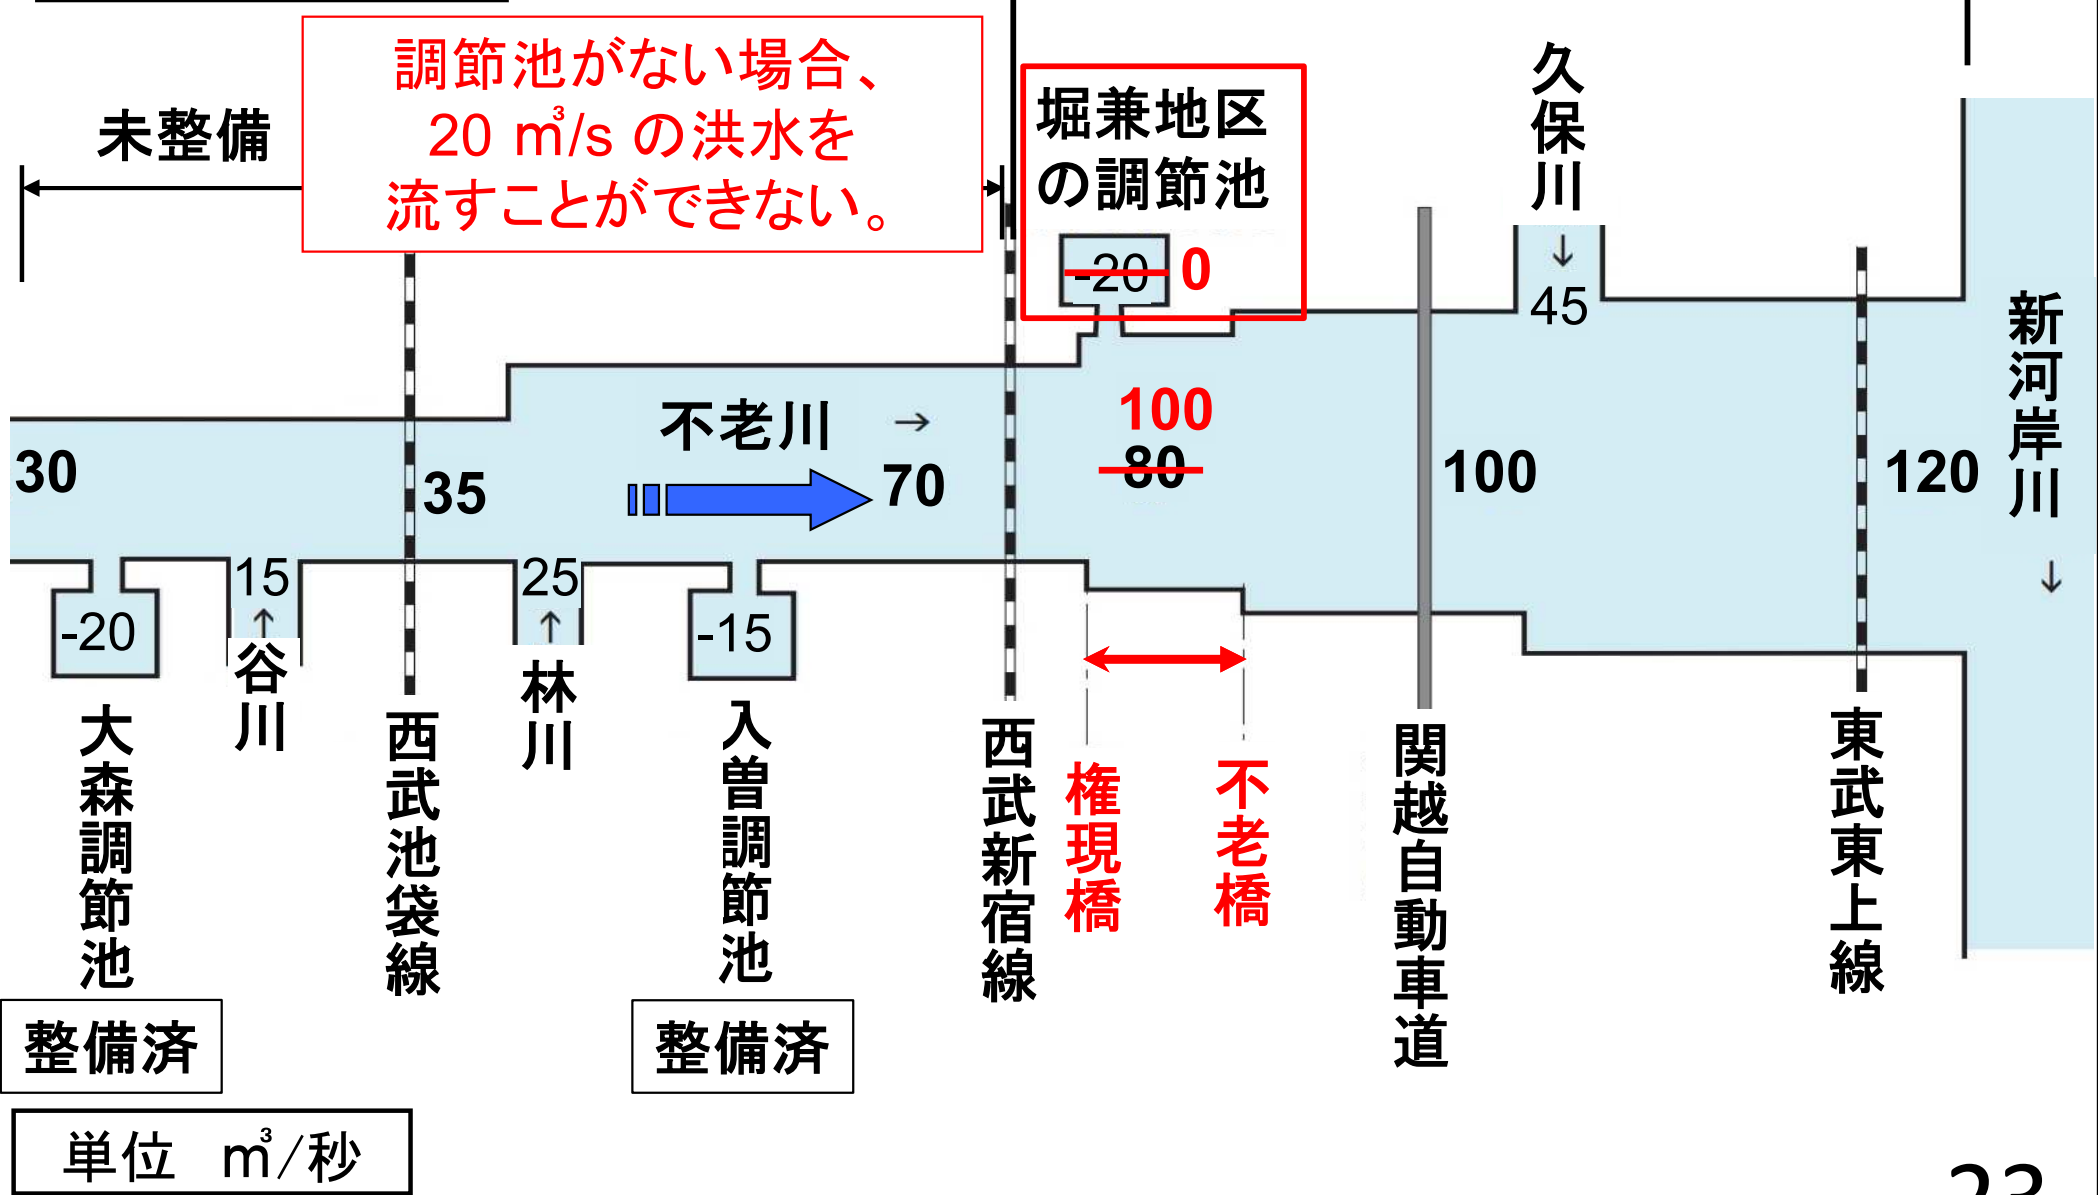 調節池がない場合、
20 ㎥/s の洪水を
流すことができない。
未整備
堀兼地区
の調節池
-20 0
久保川
↓
45
新河岸川
↓
不老川 →
30
35
70
100
80
100
120
-20
15
↑
谷川
25
↑
林川
-15
大森調節池
西武池袋線
入曽調節池
西武新宿線
権現橋
不老橋
関越自動車道
東武東上線
整備済
整備済
単位 ㎥/秒
23